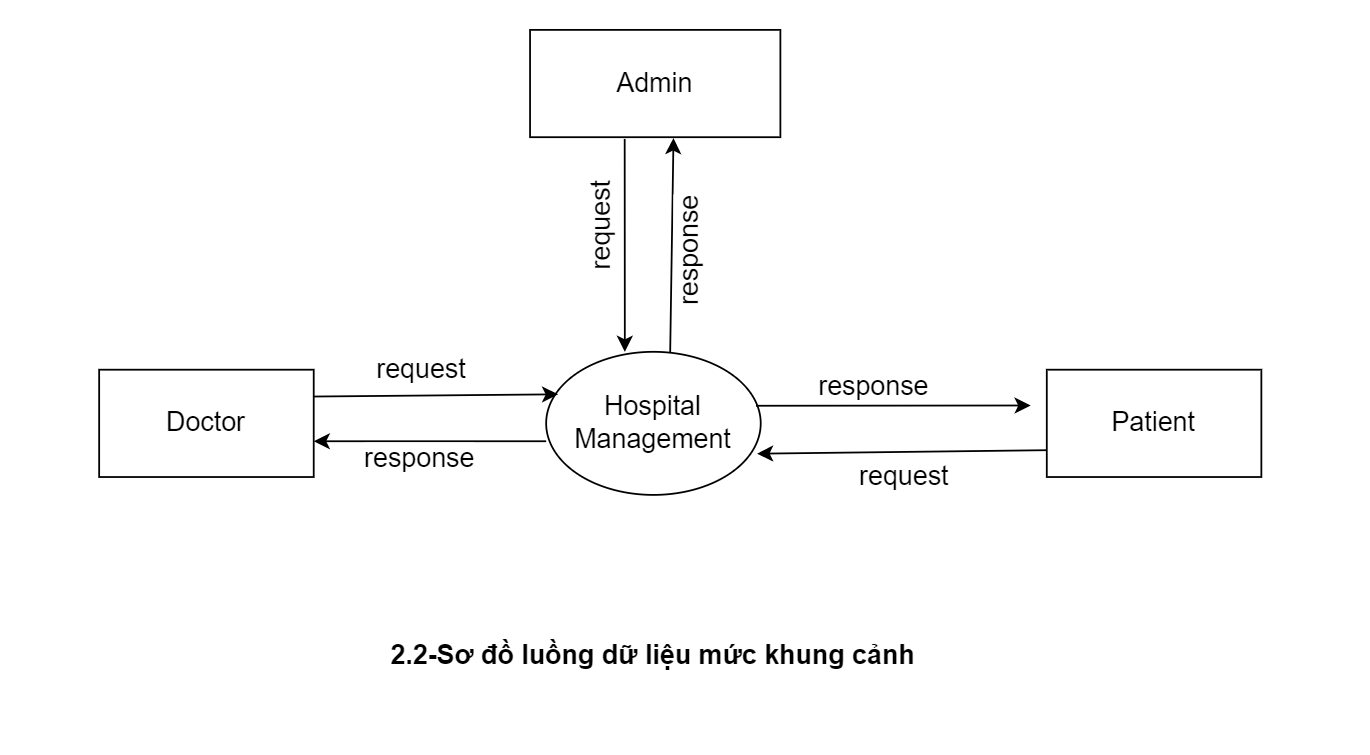 Admin
request
response
request
Doctor
response
Hospital
Management
response
Patient
request
2.2-Sơ đồ luồng dữ liệu mức khung cảnh